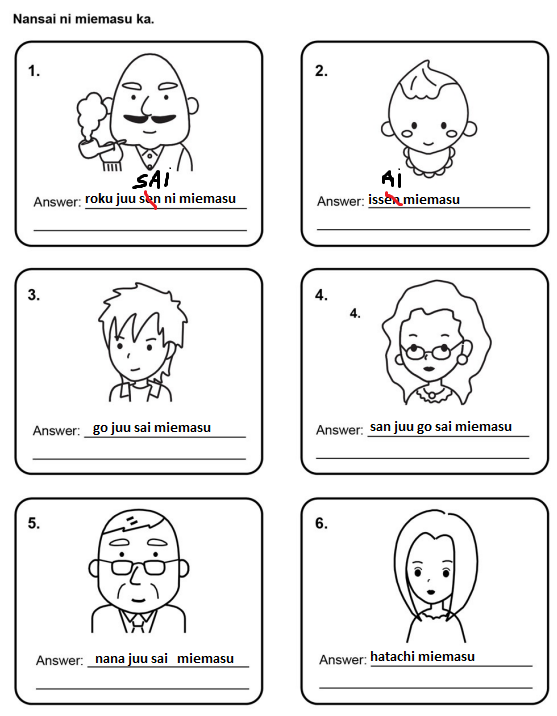 Nansai ni miemasu ka.
1.
SAi
Answer: roku juu sen ni miemasu
2.
Ai
Answer: issen miemasu
3.
Answer: go juu sai miemasu
4.
4.
Answer: san juu go sai miemasu
5.
Answer: nana juu sai miemasu
6.
Answer: hatachi miemasu